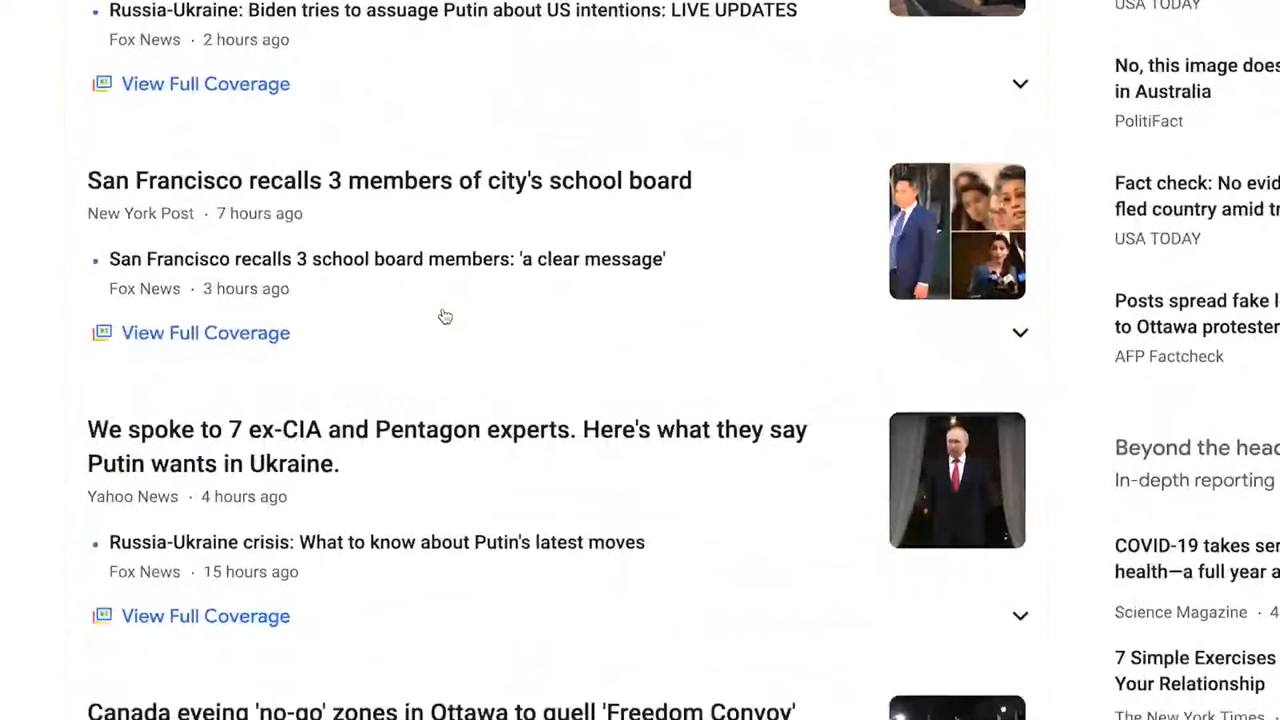 Russia-Ukraine: Biden tries to assuage Putin about US intentions: LIVE UPDATES
Fox News · 2 hours ago
View Full Coverage
San Francisco recalls 3 members of city's school board
New York Post · 7 hours ago
San Francisco recalls 3 school board members: 'a clear message'
Fox News · 3 hours ago
View Full Coverage
We spoke to 7 ex-CIA and Pentagon experts. Here's what they say
Putin wants in Ukraine.
Yahoo News · 4 hours ago
Russia-Ukraine crisis: What to know about Putin's latest moves
Fox News · 15 hours ago
View Full Coverage
Canada eyeing 'no-go' zones in Ottawa to quell 'Freedom Convoy'
USA TODAY
No, this image does
in Australia
PolitiFact
Fact check: No evid
fled country amid tr
USA TODAY
Posts spread fake l
to Ottawa protester
AFP Factcheck
Beyond the head
In-depth reporting
COVID-19 takes ser
health—a full year a
Science Magazine · 4
7 Simple Exercises
Your Relationship
The New York Times ·